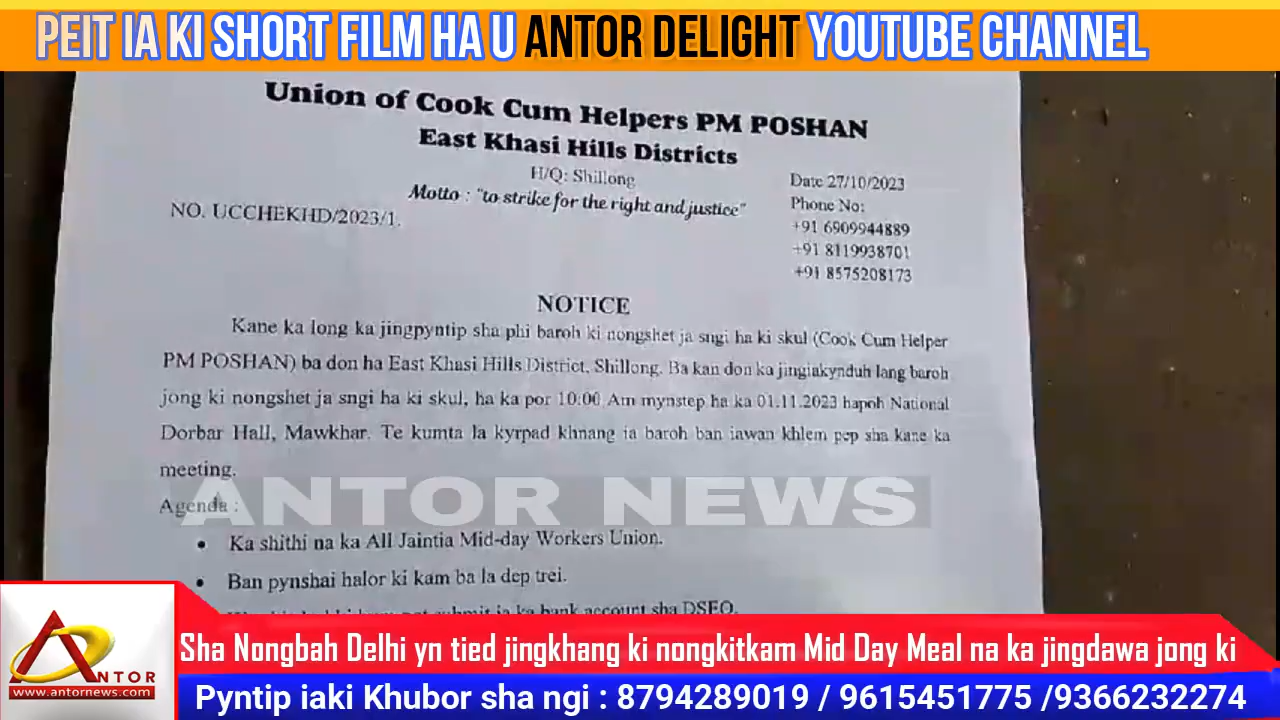 PEIT IA KI SHORT FILM HA U ANTOR DELIGHT YOUTUBE CHANNEL
Union of Cook Cum Helpers PM POSHAN
East Khasi Hills Districts
H/Q: Shillong
Motto : "to strike for the right and justice"
Date 27/10/2023
Phone No:
+91 6909944889
+91 8119938701
+91 8575208173
NO. UCCHEKHD/2023/1.
NOTICE
Kane ka long ka jingpyntip sha phi baroh ki nongshet ja sngi ha ki skul (Cook Cum Helper
PM POSHAN) ba don ha East Khasi Hills District, Shillong. Ba kan don ka jingiakynduh lang baroh
jong ki nongshet ja sngi ha ki skul, ha ka por 10:00 Am mynstep ha ka 01.11.2023 hapoh National
Dorbar Hall, Mawkhar. Te kumta la kyrpad khnang ia baroh ban iawan khlem pep sha kane ka
meeting.
ANTOR NEWS
Agenda :
• Ka shithi na ka All Jaintia Mid-day Workers Union.
• Ban pynshai halor ki kam ba la dep trei.
submit ia ka bank account sha DSEO.
ANTOR
www.antornews.com
Sha Nongbah Delhi yn tied jingkhang ki nongkitkam Mid Day Meal na ka jingdawa jong ki
Pyntip iaki Khubor sha ngi : 8794289019 / 9615451775 /9366232274